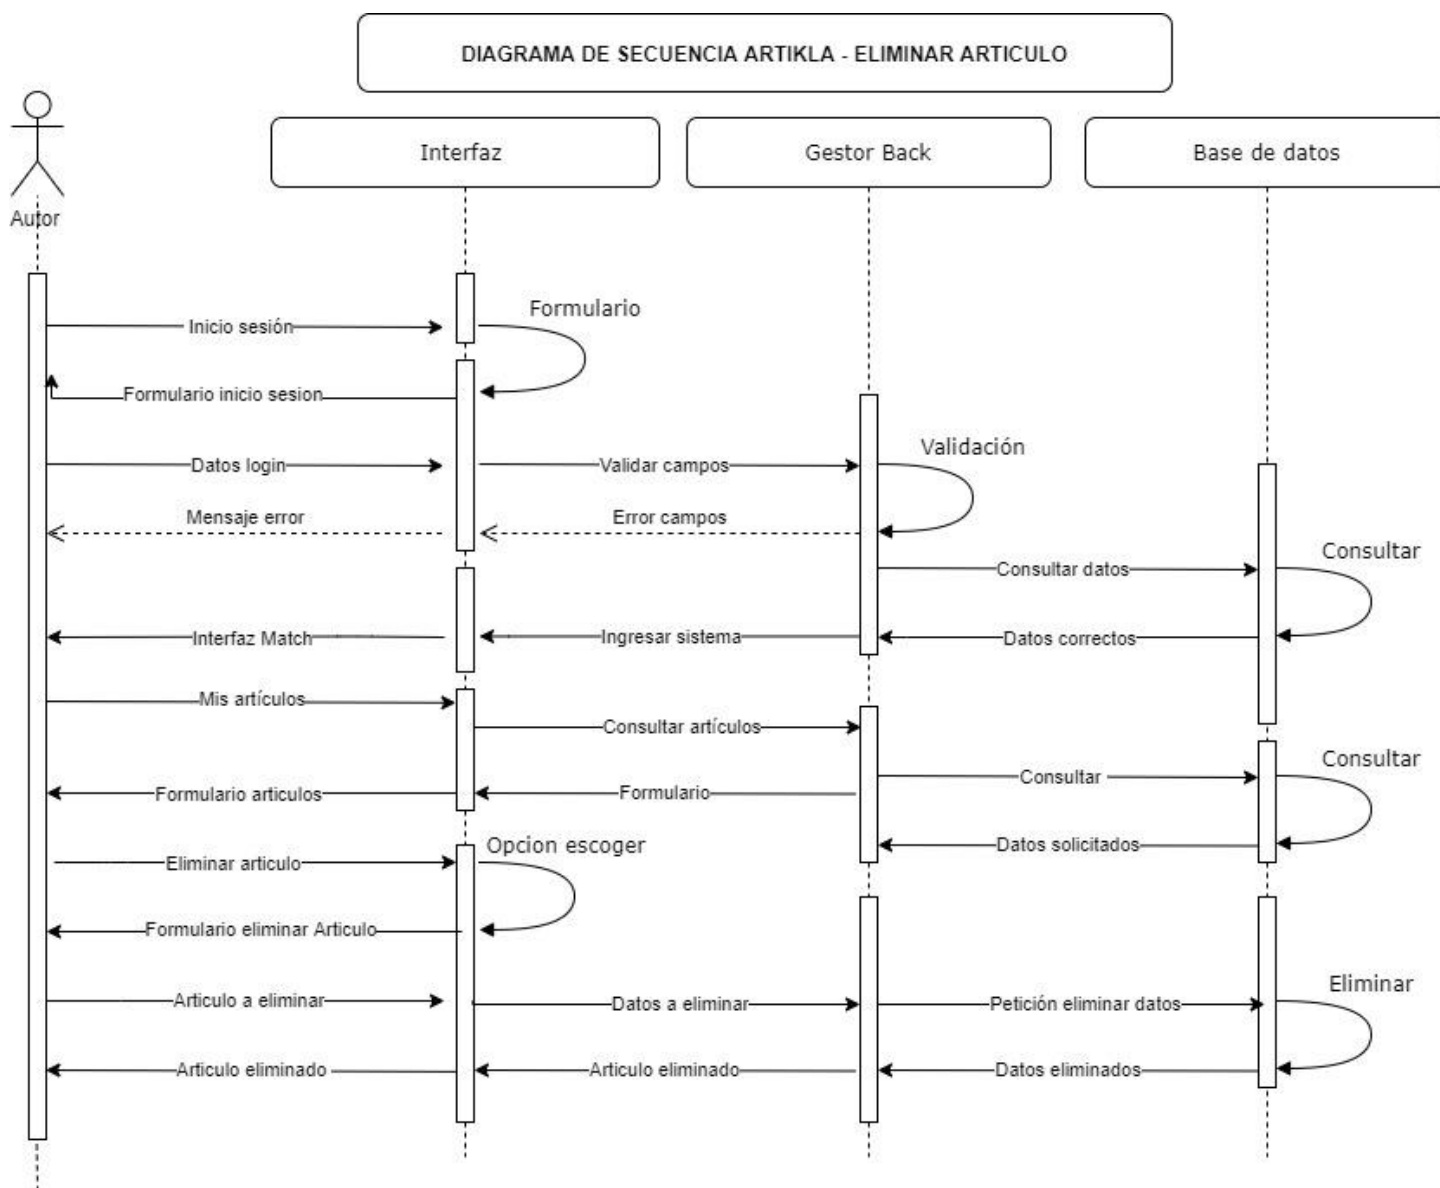 DIAGRAMA DE SECUENCIA ARTIKLA - ELIMINAR ARTICULO
Interfaz
Gestor Back
Base de datos
Autor
Formulario
Inicio sesión
Formulario inicio sesion
Validación
Datos login
Validar campos
Mensaje error
Error campos
Consultar
Consultar datos
Interfaz Match
Ingresar sistema
Datos correctos
Mis artículos
Consultar artículos
Consultar
Consultar
Formulario articulos
Formulario
Opcion escoger
Datos solicitados
Eliminar articulo
Formulario eliminar Articulo
Eliminar
Articulo a eliminar
Datos a eliminar
Petición eliminar datos
Articulo eliminado
Articulo eliminado
Datos eliminados